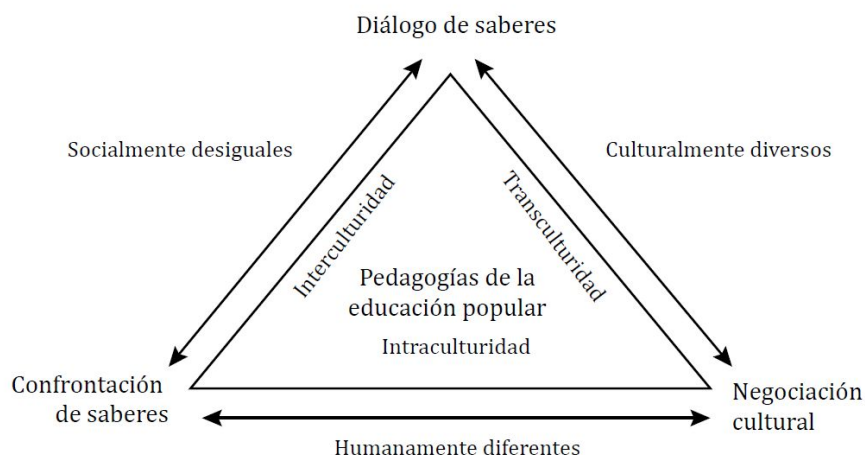 Diálogo de saberes
Socialmente desiguales
Culturalmente diversos
Interculturidad
Transculturidad
Pedagogías de la
educación popular
Intraculturidad
Confrontación
de saberes
Negociación
cultural
Humanamente diferentes